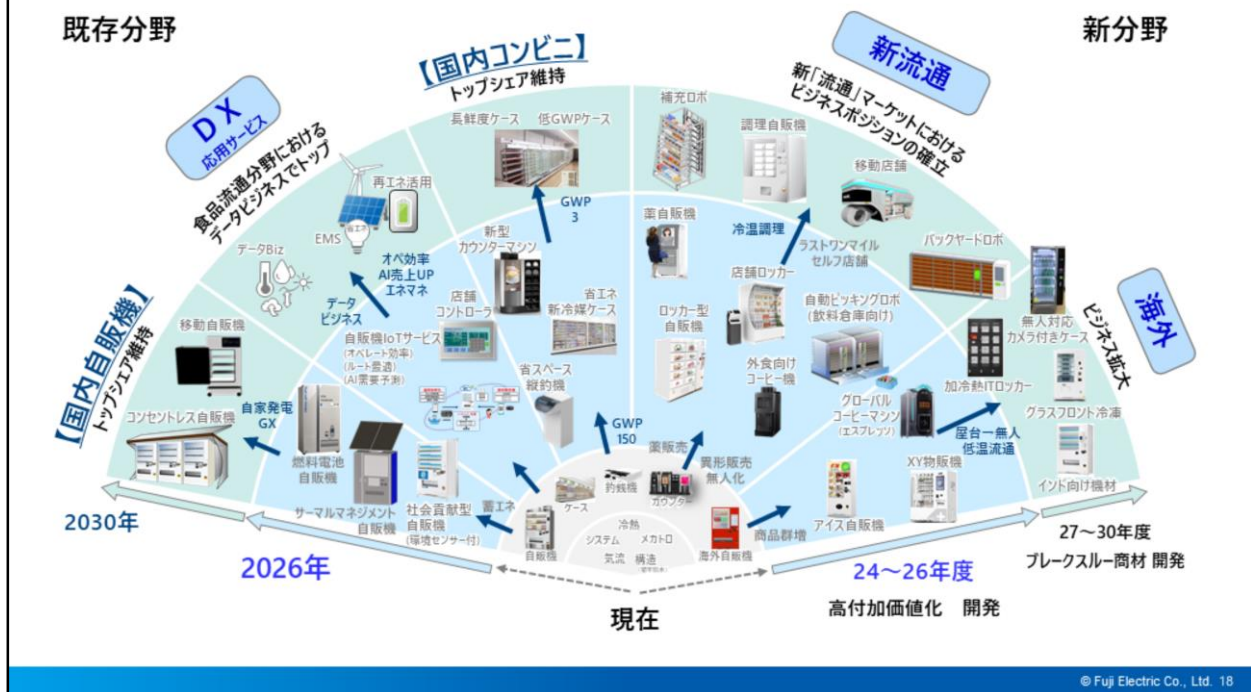 既存分野
新分野
【国内コンビニ】
トップシェア維持
新流通
新「流通」マーケットにおける
ビジネスポジションの確立
DX
応用サービス
食品流通分野における
データビジネスでトップ
【国内自販機】
トップシェア維持
海外
ビジネス拡大
長鮮度ケース
低GWPケース
補充ロボ
調理自販機
移動店舗
再エネ活用
省エネ
EMS
データBiz
GWP
3
新型
カウンターマシン
薬自販機
冷温調理
ラストワンマイル
セルフ店舗
バックヤードロボ
オペ効率
AI売上UP
エネマネ
データ
ビジネス
店舗
コントローラ
省エネ
新冷媒ケース
店舗ロッカー
ロッカー型
自販機
自動ピッキングロボ
(飲料倉庫向け)
無人対応
カメラ付きケース
移動自販機
自販機IoTサービス
(オペレート効率)
(ルート最適)
(AI需要予測)
省スペース
縦釣機
外食向け
コーヒー機
加冷熱ITロッカー
グローバル
コーヒーマシン
(エスプレッソ)
グラスフロント冷凍
コンセントレス自販機
自家発電
GX
燃料電池
自販機
GWP
150
薬販売
異形販売
無人化
屋台→無人
低温流通
XY物販機
インド向け機材
サーマルマネジメント
自販機
社会貢献型
自販機
(環境センサー付)
蓄エネ
自販機
ケース
釣銭機
カウンター
海外自販機
商品群増
アイス自販機
冷熱
システム
メカトロ
気流
構造
2030年
2026年
現在
24～26年度
高付加価値化 開発
27～30年度
ブレークスルー商材 開発
© Fuji Electric Co., Ltd. 18